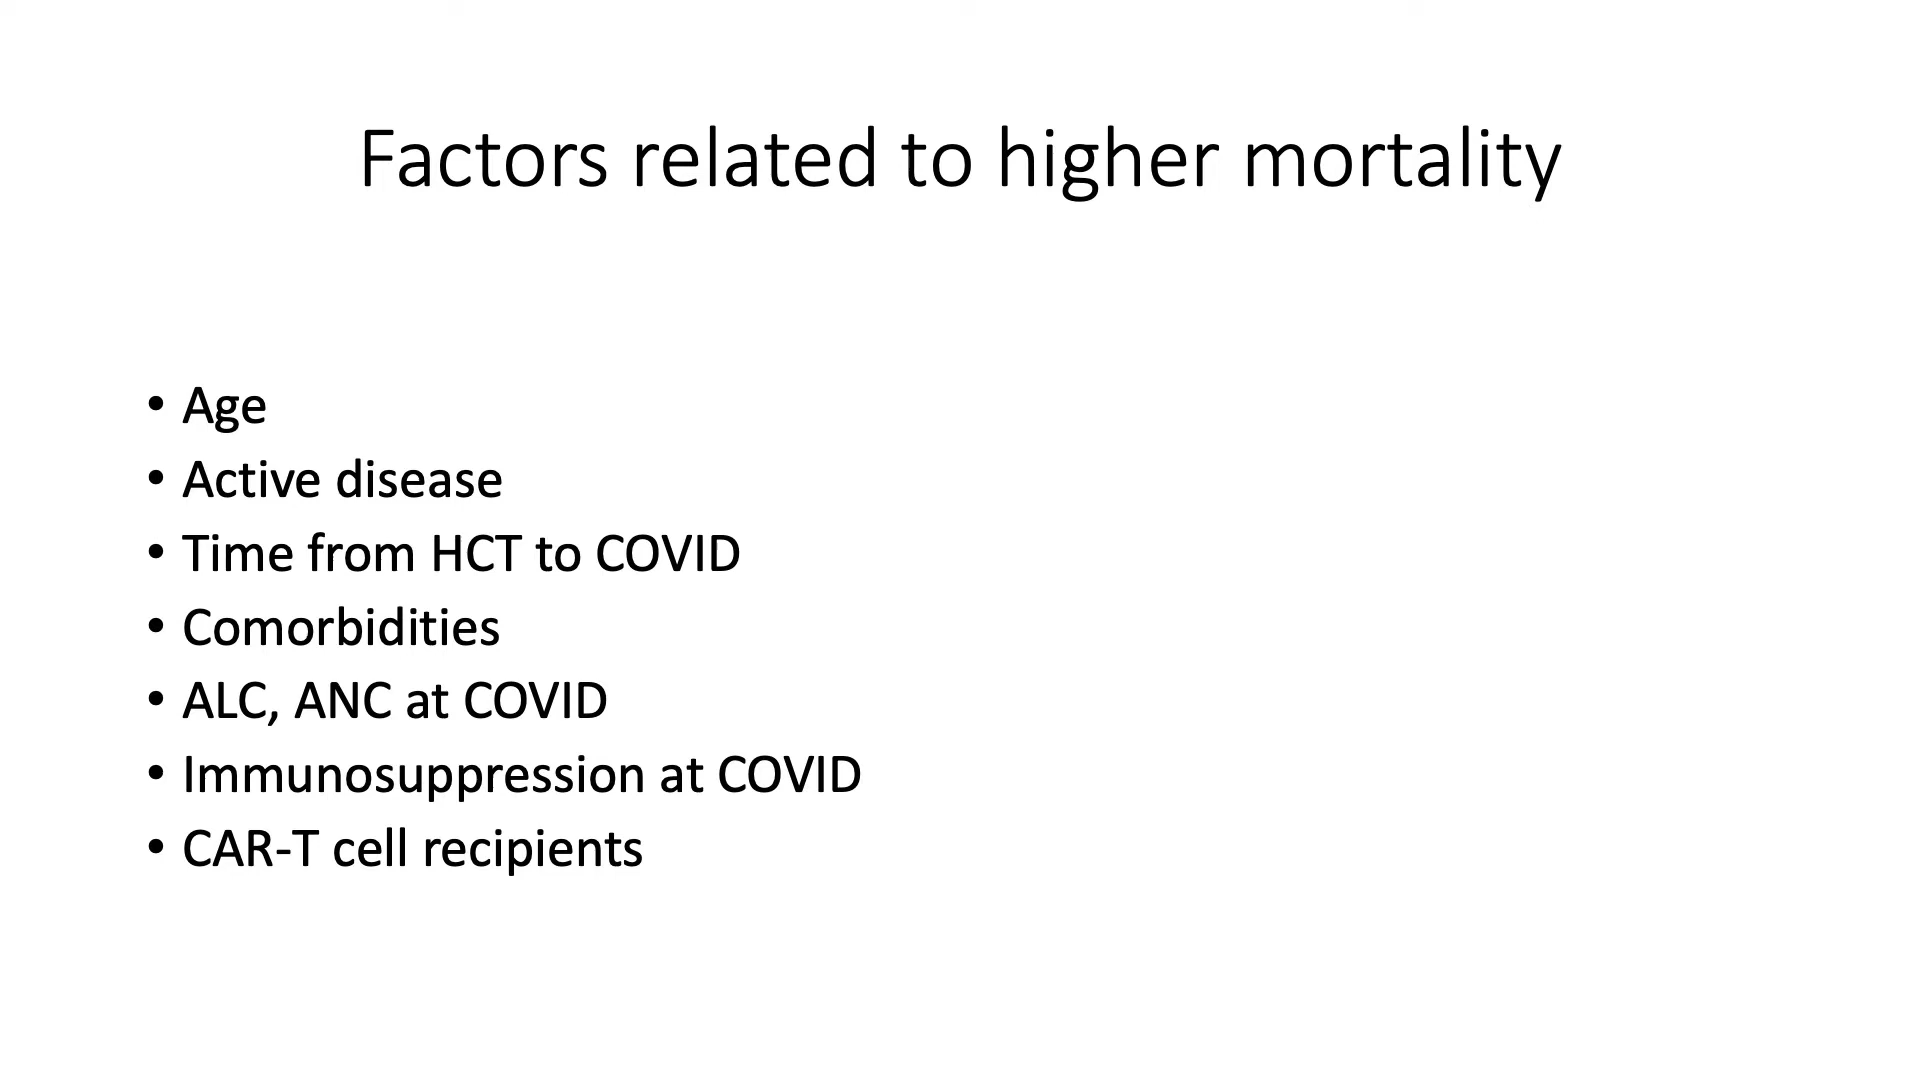 Factors related to higher mortality
• Age
• Active disease
• Time from HCT to COVID
• Comorbidities
• ALC, ANC at COVID
• Immunosuppression at COVID
• CAR-T cell recipients